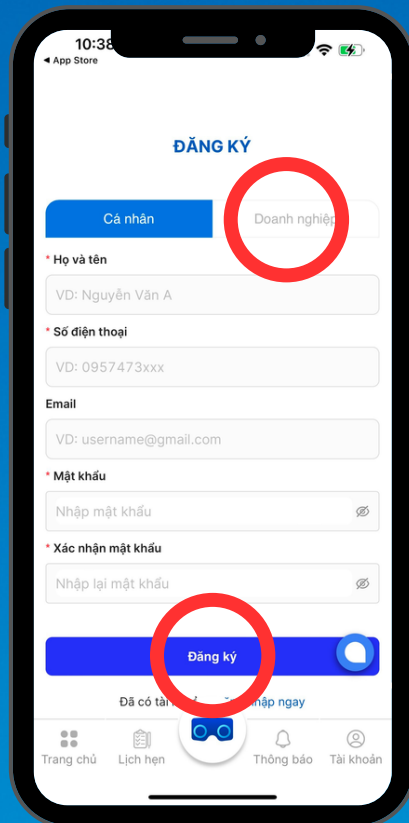 10:38
◀ App Store
ĐĂNG KÝ
Cá nhân
Doanh nghiệp
* Họ và tên
VD: Nguyễn Văn A
* Số điện thoại
VD: 0957473xxx
Email
VD: username@gmail.com
* Mật khẩu
Nhập mật khẩu
* Xác nhận mật khẩu
Nhập lại mật khẩu
Đăng ký
Đã có nhập ngay
Trang chủ
Lịch hẹn
Thông báo
Tài khoản